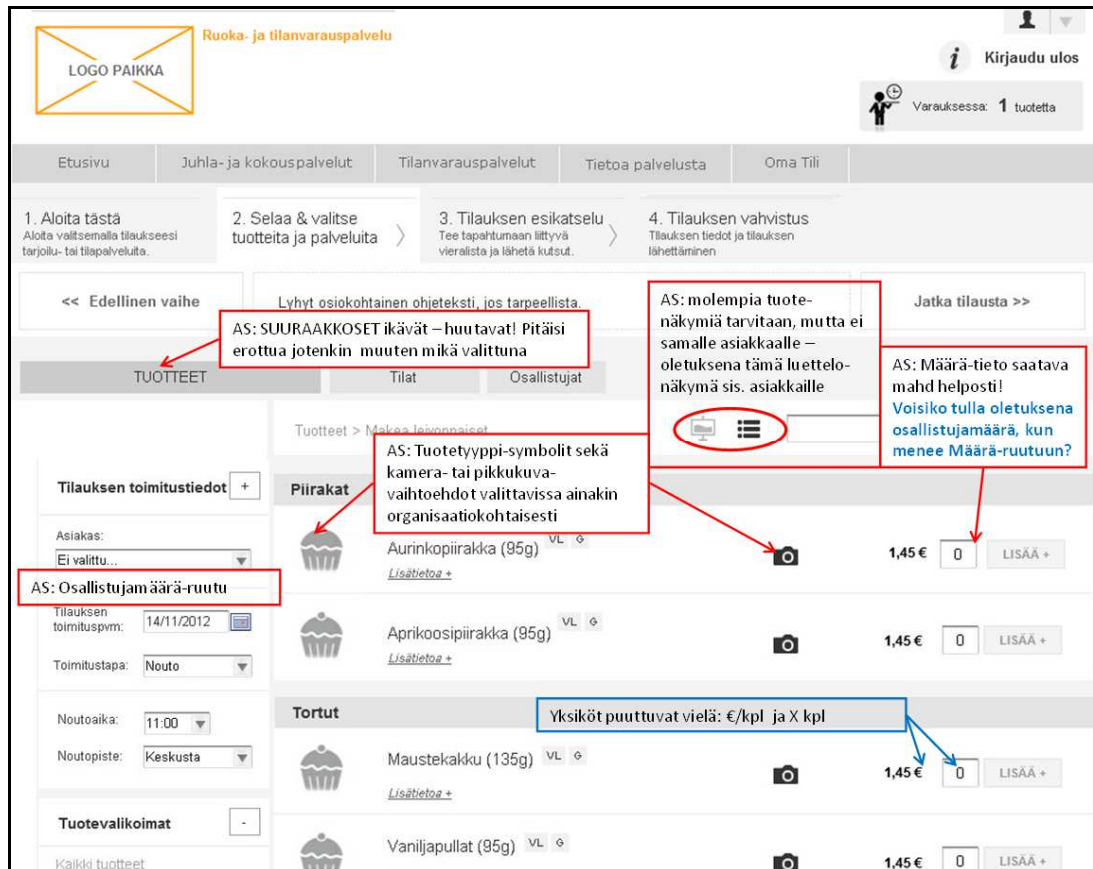 Ruoka- ja tilanvarauspalvelu
LOGO PAIKKA
i Kirjaudu ulos
Varauksessa: 1 tuotetta
Etusivu Juhla- ja kokouspalvelut Tilanvarauspalvelut Tietoa palvelusta Oma Tili
1. Aloita tästä
Aloita valitsemalla tilaukseesi
tarjoilu- tai tilapalveluita.
2. Selaa & valitse
tuotteita ja palveluita
3. Tilauksen esikatselu
Tee tapahtumaan liittyvä
vieralista ja lähetä kutsut.
4. Tilauksen vahvistus
Tilauksen tiedot ja tilauksen
lähettäminen
<< Edellinen vaihe
Lyhyt osiokohtainen ohjeteksti, jos tarpeellista.
Jatka tilausta >>
AS: SUURAAKKOSET ikävät – huutavat! Pitäisi
erottua jotenkin muuten mikä valittuna
AS: molempia tuote-
näkymiä tarvitaan, mutta ei
samalle asiakkaalle –
oletuksena tämä luettelo-
näkymä sis. asiakkaille
AS: Määrä-tieto saatava
mahd helposti!
Voisiko tulla oletuksena
osallistujamäärä, kun
menee Määrä-ruutuun?
TUOTTEET Tilat Osallistujat
Tuotteet > Makea leivonnaiset
AS: Tuotetyyppi-symbolit sekä
kamera- tai pikkukuva-
vaihtoehdot valittavissa ainakin
organisaatiokohtaisesti
Tilauksen toimitustiedot +
Asiakas:
Ei valittu...
AS: Osallistujamäärä-ruutu
Tilauksen
toimituspvm: 14/11/2012
Toimitustapa: Nouto
Noutoaika: 11:00
Noutopiste: Keskusta
Tuotevalikoimat -
Kaikki tuotteet
Piirakat
Aurinkopiirakka (95g) VL G
Lisätietoa +
1,45 € 0 LISÄÄ +
Aprikoosipiirakka (95g) VL G
Lisätietoa +
1,45 € 0 LISÄÄ +
Tortut
Yksiköt puuttuvat vielä: €/kpl ja X kpl
Maustekakku (135g) VL G
Lisätietoa +
1,45 € 0 LISÄÄ +
Vaniljapullat (95g) VL G
1,45 € 0 LISÄÄ +